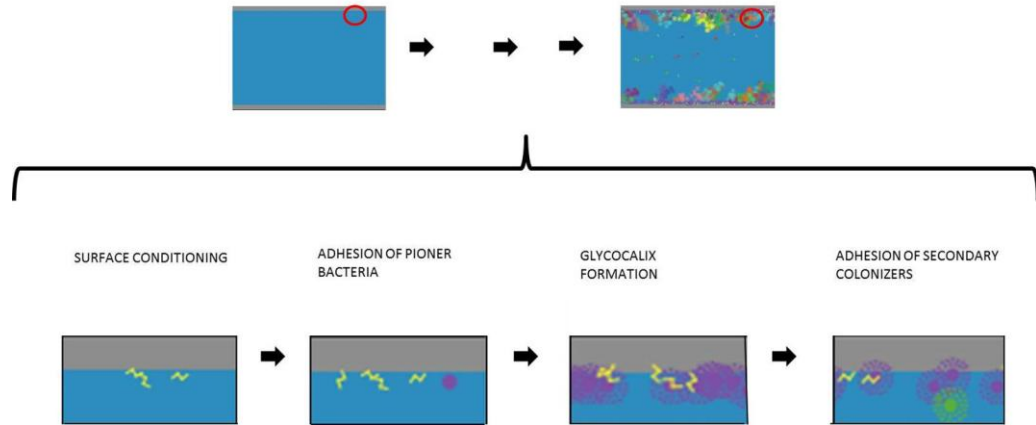 SURFACE CONDITIONING
ADHESION OF PIONER
BACTERIA
GLYCOCALIX
FORMATION
ADHESION OF SECONDARY
COLONIZERS